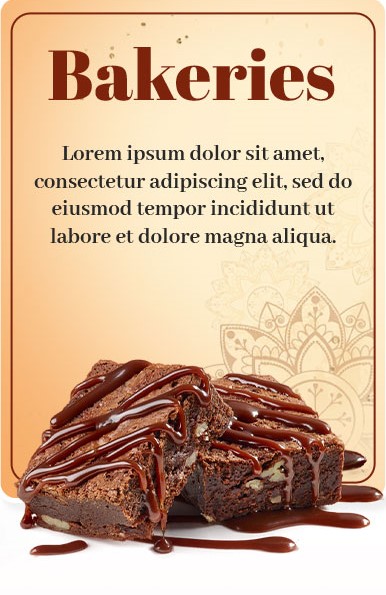 Bakeries
Lorem ipsum dolor sit amet,
consectetur adipiscing elit, sed do
eiusmod tempor incididunt ut
labore et dolore magna aliqua.